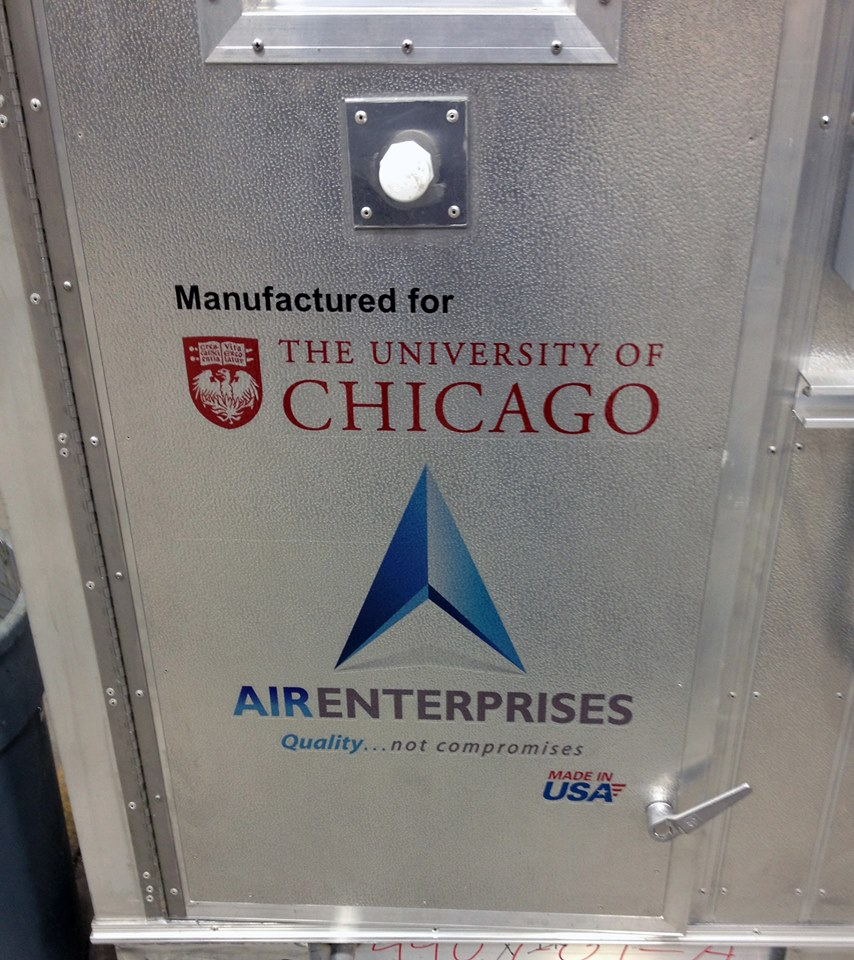 Manufactured for
THE UNIVERSITY OF
CHICAGO
AIRENTERPRISES
Quality...not compromises
MADE IN
USA